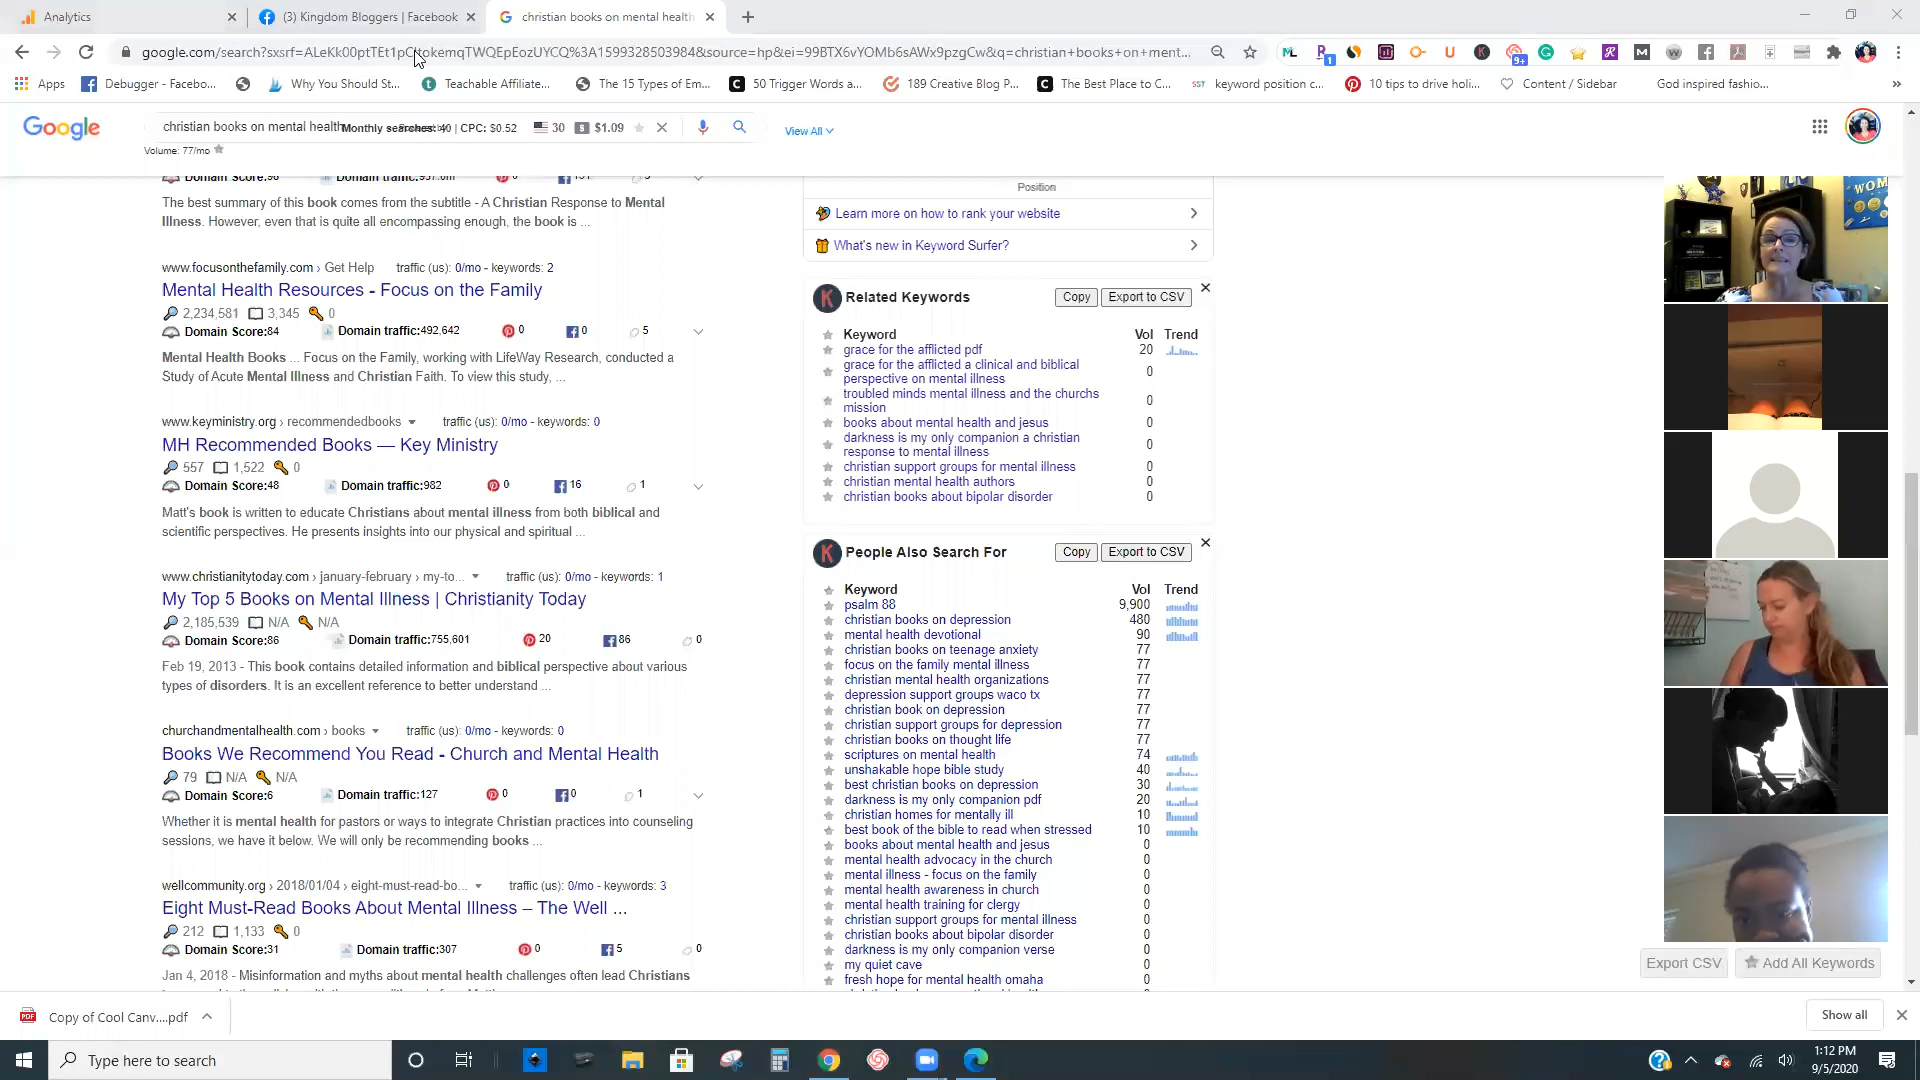 Analytics
(3) Kingdom Bloggers | Facebook
christian books on mental health
google.com/search?sxsrf=ALeKk00ptTEt1pC
okemqTWQEpEozUYCQ%3A1599328503984&source=hp&ei=99BTX6vYOMb6sAWx9pzgCw&q=christian+books+on+ment...
Apps
Debugger - Facebo...
Why You Should St...
Teachable Affiliate...
The 15 Types of Em...
50 Trigger Words a...
189 Creative Blog P...
The Best Place to C...
keyword position c...
10 tips to drive holi...
Content / Sidebar
God inspired fashio...
Google
christian books on mental health
Monthly searches: 40 | CPC: $0.52
30
$1.09
View All
Volume: 77/mo
Domain Score:98
The best summary of this book comes from the subtitle - A Christian Response to Mental
Illness. However, even that is quite all encompassing enough, the book is ...
www.focusonthefamily.com › Get Help traffic (us): 0/mo - keywords: 2
Mental Health Resources - Focus on the Family
2,234,581 3,345 0
Domain Score:84 Domain traffic:492,642 0 0 5
Mental Health Books ... Focus on the Family, working with LifeWay Research, conducted a
Study of Acute Mental Illness and Christian Faith. To view this study, ...
www.keyministry.org › recommendedbooks traffic (us): 0/mo - keywords: 0
MH Recommended Books — Key Ministry
557 1,522 0
Domain Score:48 Domain traffic:982 0 16 1
Matt's book is written to educate Christians about mental illness from both biblical and
scientific perspectives. He presents insights into our physical and spiritual ...
www.christianitytoday.com › january-february › my-to... traffic (us): 0/mo - keywords: 1
My Top 5 Books on Mental Illness | Christianity Today
2,185,539 N/A N/A
Domain Score:86 Domain traffic:755,601 20 86 0
Feb 19, 2013 - This book contains detailed information and biblical perspective about various
types of disorders. It is an excellent reference to better understand ...
churchandmentalhealth.com › books traffic (us): 0/mo - keywords: 0
Books We Recommend You Read - Church and Mental Health
79 N/A N/A
Domain Score:6 Domain traffic:127 0 0 1
Whether it is mental health for pastors or ways to integrate Christian practices into counseling
sessions, we have it below. We will only be recommending books ...
wellcommunity.org › 2018/01/04 › eight-must-read-bo... traffic (us): 0/mo - keywords: 3
Eight Must-Read Books About Mental Illness – The Well ...
212 1,133 0
Domain Score:31 Domain traffic:307 0 5 0
Jan 4, 2018 - Misinformation and myths about mental health challenges often lead Christians
Position
Learn more on how to rank your website
What's new in Keyword Surfer?
K Related Keywords Copy Export to CSV
Keyword Vol Trend
grace for the afflicted pdf 20
grace for the afflicted a clinical and biblical
perspective on mental illness 0
troubled minds mental illness and the churchs
mission 0
books about mental health and jesus 0
darkness is my only companion a christian
response to mental illness 0
christian support groups for mental illness 0
christian mental health authors 0
christian books about bipolar disorder 0
K People Also Search For Copy Export to CSV
Keyword Vol Trend
psalm 88 9,900
christian books on depression 480
mental health devotional 90
christian books on teenage anxiety 77
focus on the family mental illness 77
christian mental health organizations 77
depression support groups waco tx 77
christian book on depression 77
christian support groups for depression 77
christian books on thought life 77
scriptures on mental health 74
unshakable hope bible study 40
best christian books on depression 30
darkness is my only companion pdf 20
christian homes for mentally ill 10
best book of the bible to read when stressed 10
books about mental health and jesus 0
mental health advocacy in the church 0
mental illness - focus on the family 0
mental health awareness in church 0
mental health training for clergy 0
christian support groups for mental illness 0
christian books about bipolar disorder 0
darkness is my only companion verse 0
my quiet cave 0
fresh hope for mental health omaha 0
WOM
Export CSV
Add All Keywords
Copy of Cool Canv....pdf
Show all
Type here to search
1:12 PM
9/5/2020